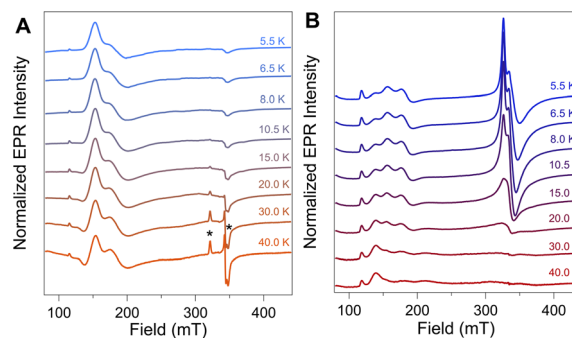 A
Normalized EPR Intensity
5.5 K
6.5 K
8.0 K
10.5 K
15.0 K
20.0 K
30.0 K
*
*
40.0 K
100
200
300
400
Field (mT)
B
Normalized EPR Intensity
5.5 K
6.5 K
8.0 K
10.5
15.0
20.0
30.0
40.0
100
200
300
400
Field (mT)